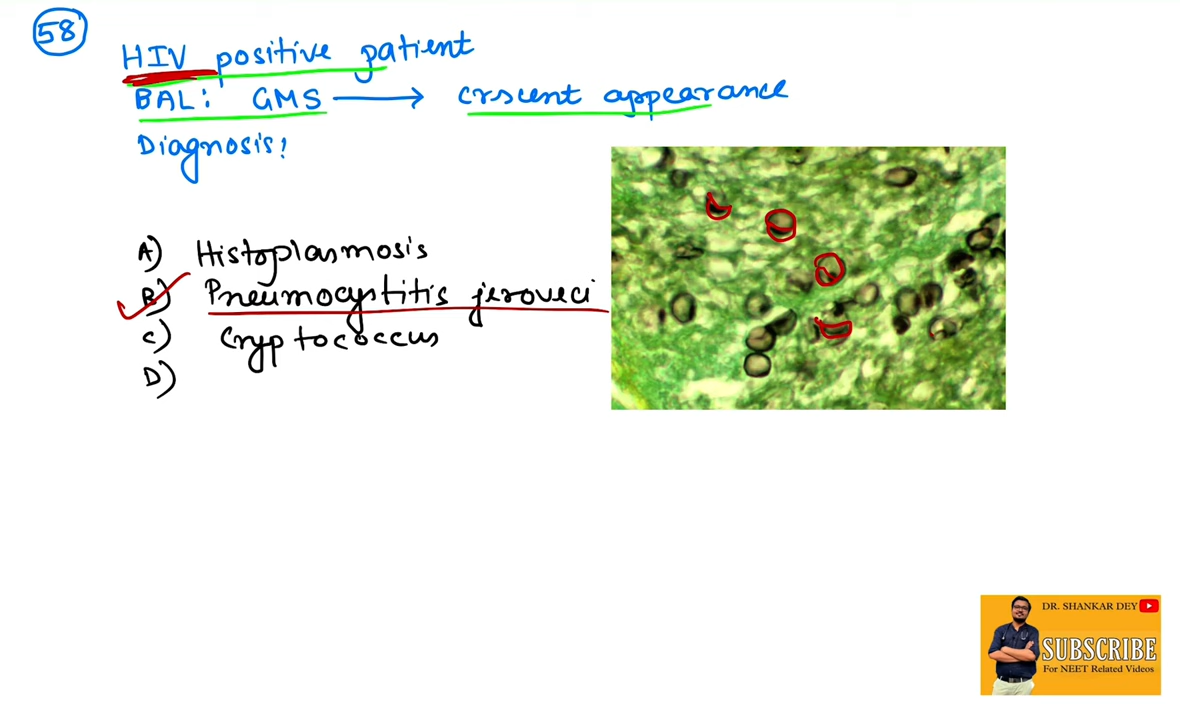 58
HIV positive patient
BAL: GMS → crscent appearance
Diagnosis?
A) Histoplasmosis
B) Pneumocystitis jeroveci
C) Cryptococcus
D)
DR. SHANKAR DEY
SUBSCRIBE
For NEET Related Videos